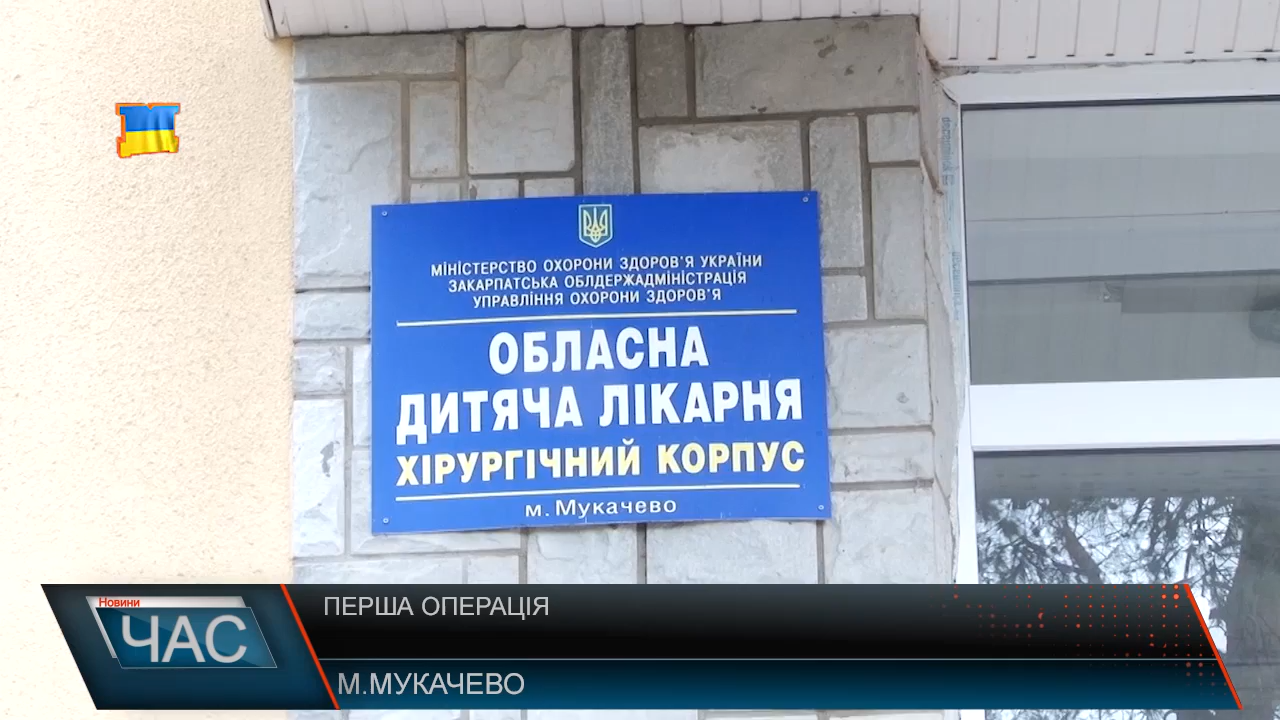 МІНІСТЕРСТВО ОХОРОНИ ЗДОРОВ'Я УКРАЇНИ
ЗАКАРПАТСЬКА ОБЛДЕРЖАДМІНІСТРАЦІЯ
УПРАВЛІННЯ ОХОРОНИ ЗДОРОВ'Я
ОБЛАСНА
ДИТЯЧА ЛІКАРНЯ
ХІРУРГІЧНИЙ КОРПУС
м. Мукачево
Новини
ЧАС
ПЕРША ОПЕРАЦІЯ
М.МУКАЧЕВО